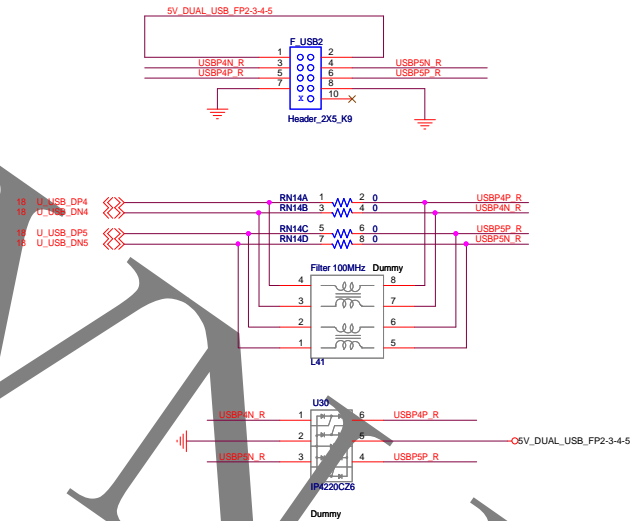 5V_DUAL_USB_FP2-3-4-5
F_USB2
1 2
USBP4N_R 3 4 USBP5N_R
USBP4P_R 5 6 USBP5P_R
7 8
x 10
Header_2X5_K9
18 U_USB_DP4 RN14A 1 2 0 USBP4P_R
18 U_USB_DN4 RN14B 3 4 0 USBP4N_R
18 U_USB_DP5 RN14C 5 6 0 USBP5P_R
18 U_USB_DN5 RN14D 7 8 0 USBP5N_R
Filter 100MHz Dummy
4 8
3 7
2 6
1 5
L41
U30
USBP4N_R 1 6 USBP4P_R
2 5 5V_DUAL_USB_FP2-3-4-5
USBP5N_R 3 4 USBP5P_R
IP4220CZ6
Dummy